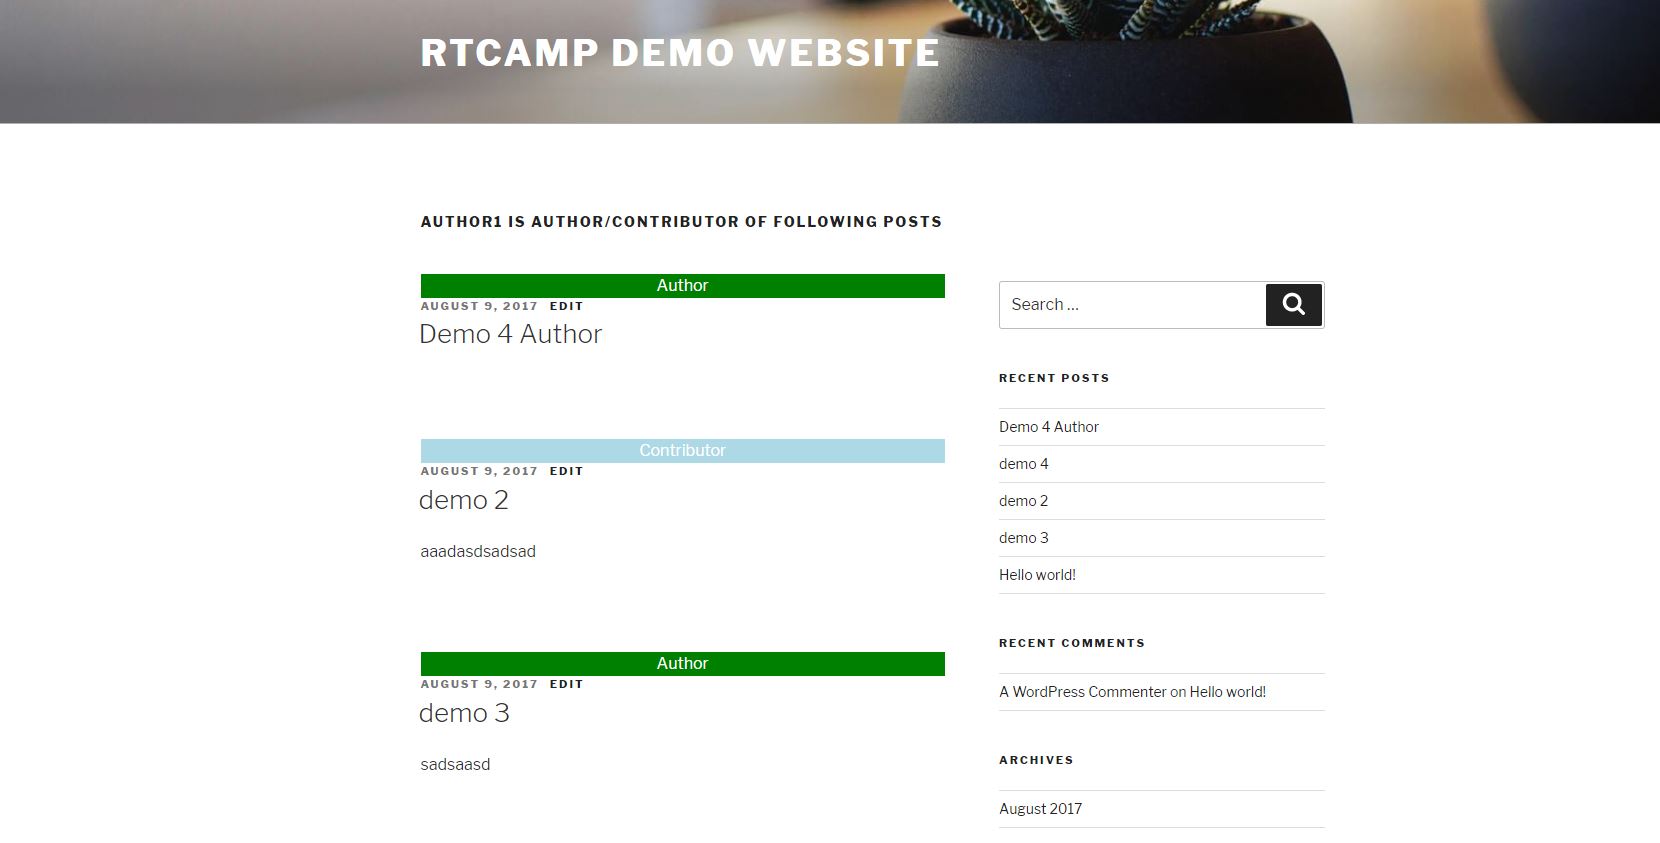 RTCAMP DEMO WEBSITE
AUTHOR1 IS AUTHOR/CONTRIBUTOR OF FOLLOWING POSTS
Author
AUGUST 9, 2017 EDIT
Demo 4 Author
Contributor
AUGUST 9, 2017 EDIT
demo 2
aaadasdsadsad
Author
AUGUST 9, 2017 EDIT
demo 3
sadsaasd
Search …
RECENT POSTS
Demo 4 Author
demo 4
demo 2
demo 3
Hello world!
RECENT COMMENTS
A WordPress Commenter on Hello world!
ARCHIVES
August 2017